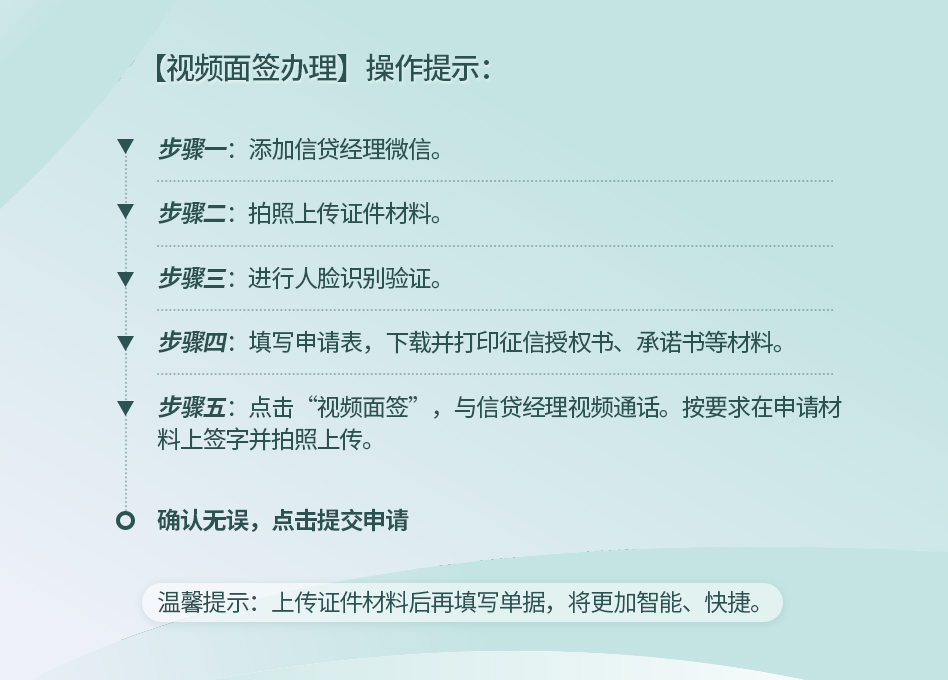 【视频面签办理】操作提示：
步骤一：添加信贷经理微信。
步骤二：拍照上传证件材料。
步骤三：进行人脸识别验证。
步骤四：填写申请表，下载并打印征信授权书、承诺书等材料。
步骤五：点击“视频面签”，与信贷经理视频通话。按要求在申请材
料上签字并拍照上传。
确认无误，点击提交申请
温馨提示：上传证件材料后再填写单据，将更加智能、快捷。